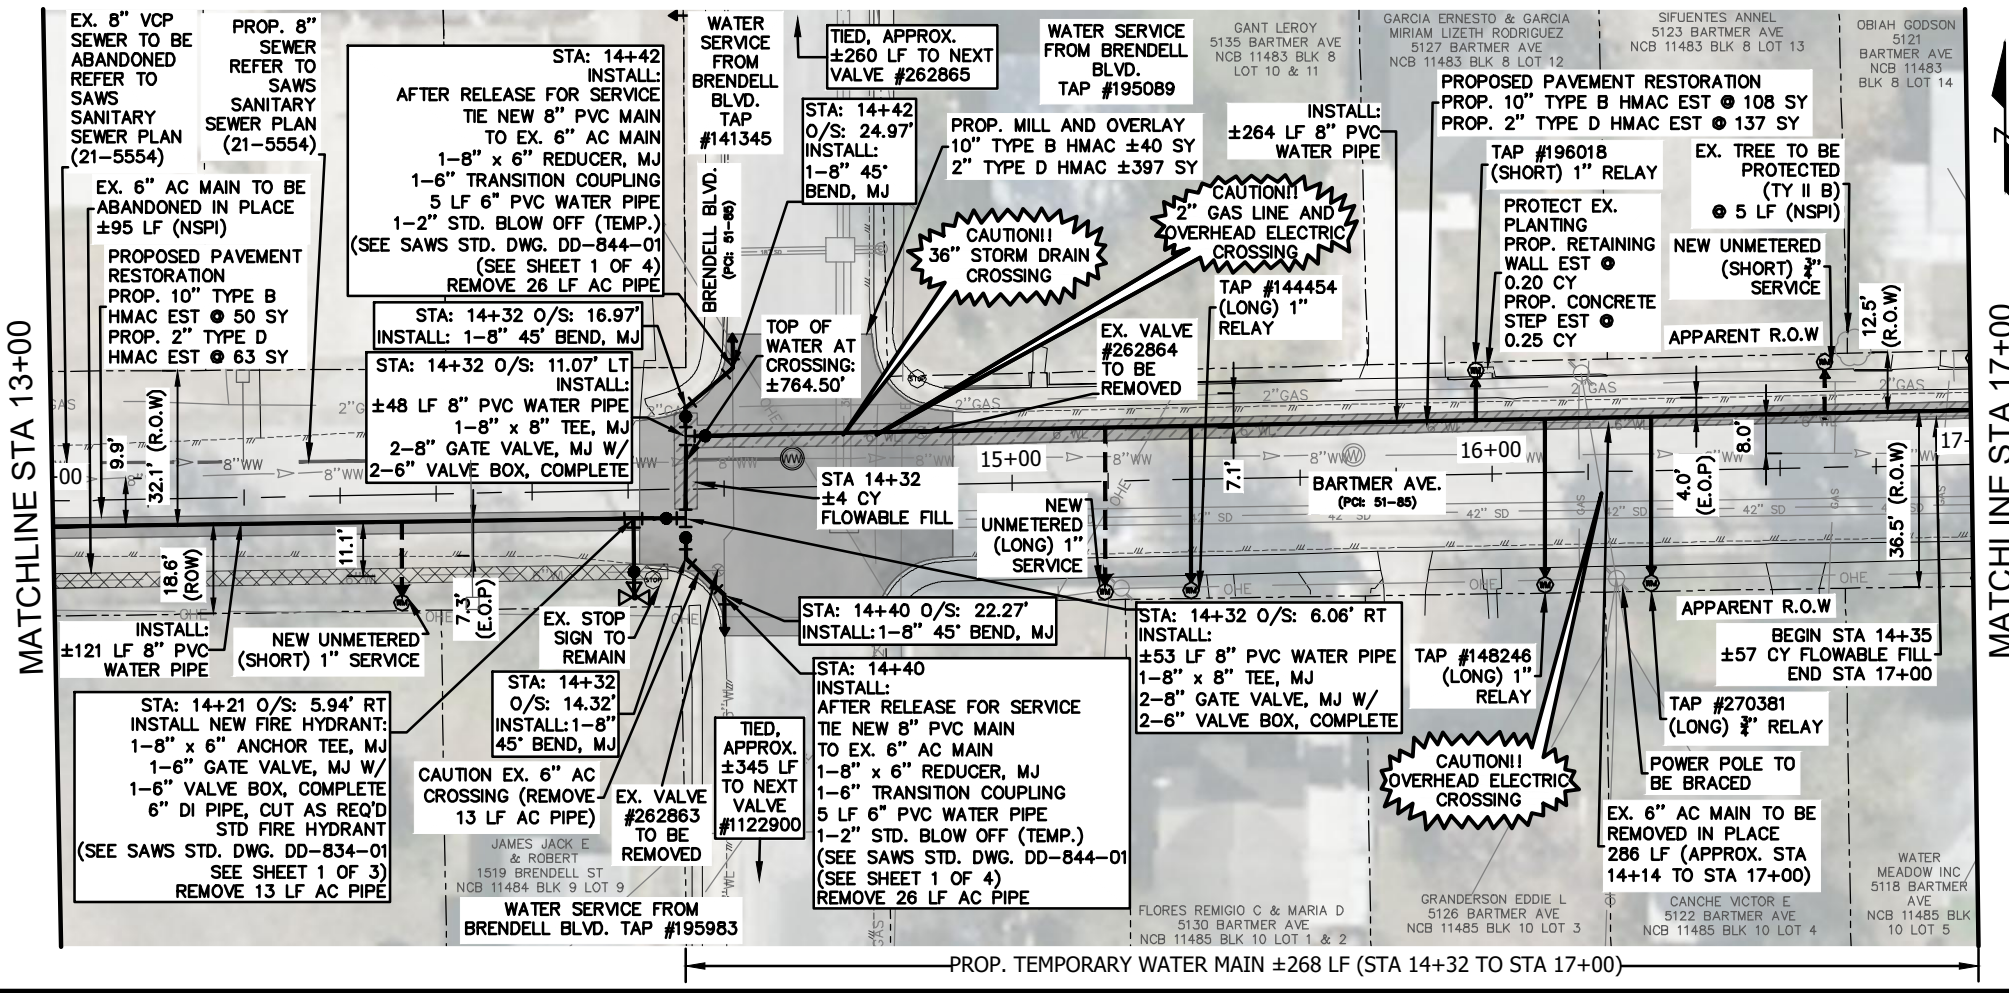 EX. 8" VCP
SEWER TO BE
ABANDONED
REFER TO
SAWS
SANITARY
SEWER PLAN
(21-5554)
PROP. 8"
SEWER
REFER TO
SAWS
SANITARY
SEWER PLAN
(21-5554)
EX. 6" AC MAIN TO BE
ABANDONED IN PLACE
±95 LF (NSPI)
PROPOSED PAVEMENT
RESTORATION
PROP. 10" TYPE B
HMAC EST @ 50 SY
PROP. 2" TYPE D
HMAC EST @ 63 SY
STA: 14+42
INSTALL:
AFTER RELEASE FOR SERVICE
TIE NEW 8" PVC MAIN
TO EX. 6" AC MAIN
1-8" x 6" REDUCER, MJ
1-6" TRANSITION COUPLING
5 LF 6" PVC WATER PIPE
1-2" STD. BLOW OFF (TEMP.)
(SEE SAWS STD. DWG. DD-844-01
(SEE SHEET 1 OF 4)
REMOVE 26 LF AC PIPE
STA: 14+32 O/S: 16.97'
INSTALL: 1-8" 45° BEND, MJ
STA: 14+32 O/S: 11.07' LT
INSTALL:
±48 LF 8" PVC WATER PIPE
1-8" x 8" TEE, MJ
2-8" GATE VALVE, MJ W/
2-6" VALVE BOX, COMPLETE
WATER
SERVICE
FROM
BRENDELL
BLVD.
TAP
#141345
BRENDELL BLVD.
(PCI: 51-85)
TIED, APPROX.
±260 LF TO NEXT
VALVE #262865
STA: 14+42
O/S: 24.97'
INSTALL:
1-8" 45°
BEND, MJ
WATER SERVICE
FROM BRENDELL
BLVD.
TAP #195089
PROP. MILL AND OVERLAY
10" TYPE B HMAC ±40 SY
2" TYPE D HMAC ±397 SY
CAUTION!!
36" STORM DRAIN
CROSSING
CAUTION!!
2" GAS LINE AND
OVERHEAD ELECTRIC
CROSSING
TOP OF
WATER AT
CROSSING:
±764.50'
GANT LEROY
5135 BARTMER AVE
NCB 11483 BLK 8
LOT 10 & 11
INSTALL:
±264 LF 8" PVC
WATER PIPE
GARCIA ERNESTO & GARCIA
MIRIAM LIZETH RODRIGUEZ
5127 BARTMER AVE
NCB 11483 BLK 8 LOT 12
SIFUENTES ANNEL
5123 BARTMER AVE
NCB 11483 BLK 8 LOT 13
OBIAH GODSON
5121
BARTMER AVE
NCB 11483
BLK 8 LOT 14
PROPOSED PAVEMENT RESTORATION
PROP. 10" TYPE B HMAC EST @ 108 SY
PROP. 2" TYPE D HMAC EST @ 137 SY
TAP #196018
(SHORT) 1" RELAY
EX. TREE TO BE
PROTECTED
(TY II B)
@ 5 LF (NSPI)
PROTECT EX.
PLANTING
PROP. RETAINING
WALL EST @
0.20 CY
PROP. CONCRETE
STEP EST @
0.25 CY
NEW UNMETERED
(SHORT) ¾"
SERVICE
APPARENT R.O.W
12.5'
(R.O.W)
TAP #144454
(LONG) 1"
RELAY
EX. VALVE
#262864
TO BE
REMOVED
MATCHLINE STA 13+00
MATCHLINE STA 17+00
Z
9.9'
32.1' (R.O.W)
2"GAS
2"GAS
2"GAS
2"GAS
8"WW
8"WW
8"WW
8"WW
8"WW
15+00
16+00
17-
-00
BARTMER AVE.
(PCI: 51-85)
7.1'
4.0'
(E.O.P)
8.0'
36.5' (R.O.W)
42" SD
42" SD
42" SD
42" SD
STA 14+32
±4 CY
FLOWABLE FILL
NEW
UNMETERED
(LONG) 1"
SERVICE
18.6'
(ROW)
11.1'
7.3'
(E.O.P)
INSTALL:
±121 LF 8" PVC
WATER PIPE
NEW UNMETERED
(SHORT) 1" SERVICE
EX. STOP
SIGN TO
REMAIN
OHE
OHE
OHE
OHE
OHE
STA: 14+21 O/S: 5.94' RT
INSTALL NEW FIRE HYDRANT:
1-8" x 6" ANCHOR TEE, MJ
1-6" GATE VALVE, MJ W/
1-6" VALVE BOX, COMPLETE
6" DI PIPE, CUT AS REQ'D
STD FIRE HYDRANT
(SEE SAWS STD. DWG. DD-834-01
SEE SHEET 1 OF 3)
REMOVE 13 LF AC PIPE
STA: 14+32
O/S: 14.32'
INSTALL:1-8"
45° BEND, MJ
CAUTION EX. 6" AC
CROSSING (REMOVE
13 LF AC PIPE)
EX. VALVE
#262863
TO BE
REMOVED
TIED,
APPROX.
±345 LF
TO NEXT
VALVE
#1122900
JAMES JACK E
& ROBERT
1519 BRENDELL ST
NCB 11484 BLK 9 LOT 9
WATER SERVICE FROM
BRENDELL BLVD. TAP #195983
STA: 14+40 O/S: 22.27'
INSTALL:1-8" 45° BEND, MJ
STA: 14+40
INSTALL:
AFTER RELEASE FOR SERVICE
TIE NEW 8" PVC MAIN
TO EX. 6" AC MAIN
1-8" x 6" REDUCER, MJ
1-6" TRANSITION COUPLING
5 LF 6" PVC WATER PIPE
1-2" STD. BLOW OFF (TEMP.)
(SEE SAWS STD. DWG. DD-844-01
(SEE SHEET 1 OF 4)
REMOVE 26 LF AC PIPE
STA: 14+32 O/S: 6.06' RT
INSTALL:
±53 LF 8" PVC WATER PIPE
1-8" x 8" TEE, MJ
2-8" GATE VALVE, MJ W/
2-6" VALVE BOX, COMPLETE
TAP #148246
(LONG) 1"
RELAY
CAUTION!!
OVERHEAD ELECTRIC
CROSSING
APPARENT R.O.W
BEGIN STA 14+35
±57 CY FLOWABLE FILL
END STA 17+00
TAP #270381
(LONG) ¾" RELAY
POWER POLE TO
BE BRACED
EX. 6" AC MAIN TO BE
REMOVED IN PLACE
286 LF (APPROX. STA
14+14 TO STA 17+00)
FLORES REMIGIO C & MARIA D
5130 BARTMER AVE
NCB 11485 BLK 10 LOT 1 & 2
GRANDERSON EDDIE L
5126 BARTMER AVE
NCB 11485 BLK 10 LOT 3
CANCHE VICTOR E
5122 BARTMER AVE
NCB 11485 BLK 10 LOT 4
WATER
MEADOW INC
5118 BARTMER
AVE
NCB 11485 BLK
10 LOT 5
PROP. TEMPORARY WATER MAIN ±268 LF (STA 14+32 TO STA 17+00)